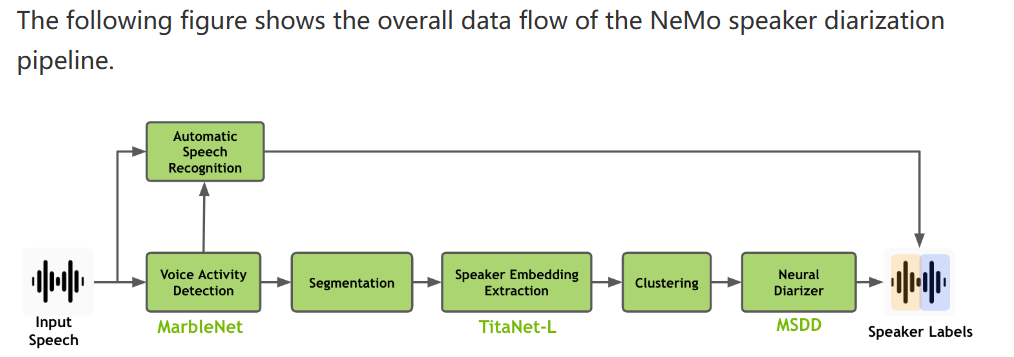 The following figure shows the overall data flow of the NeMo speaker diarization
pipeline.
Automatic
Speech
Recognition
Voice Activity
Detection
Segmentation
Speaker Embedding
Extraction
Clustering
Neural
Diarizer
Input
Speech
MarbleNet
TitaNet-L
MSDD
Speaker Labels